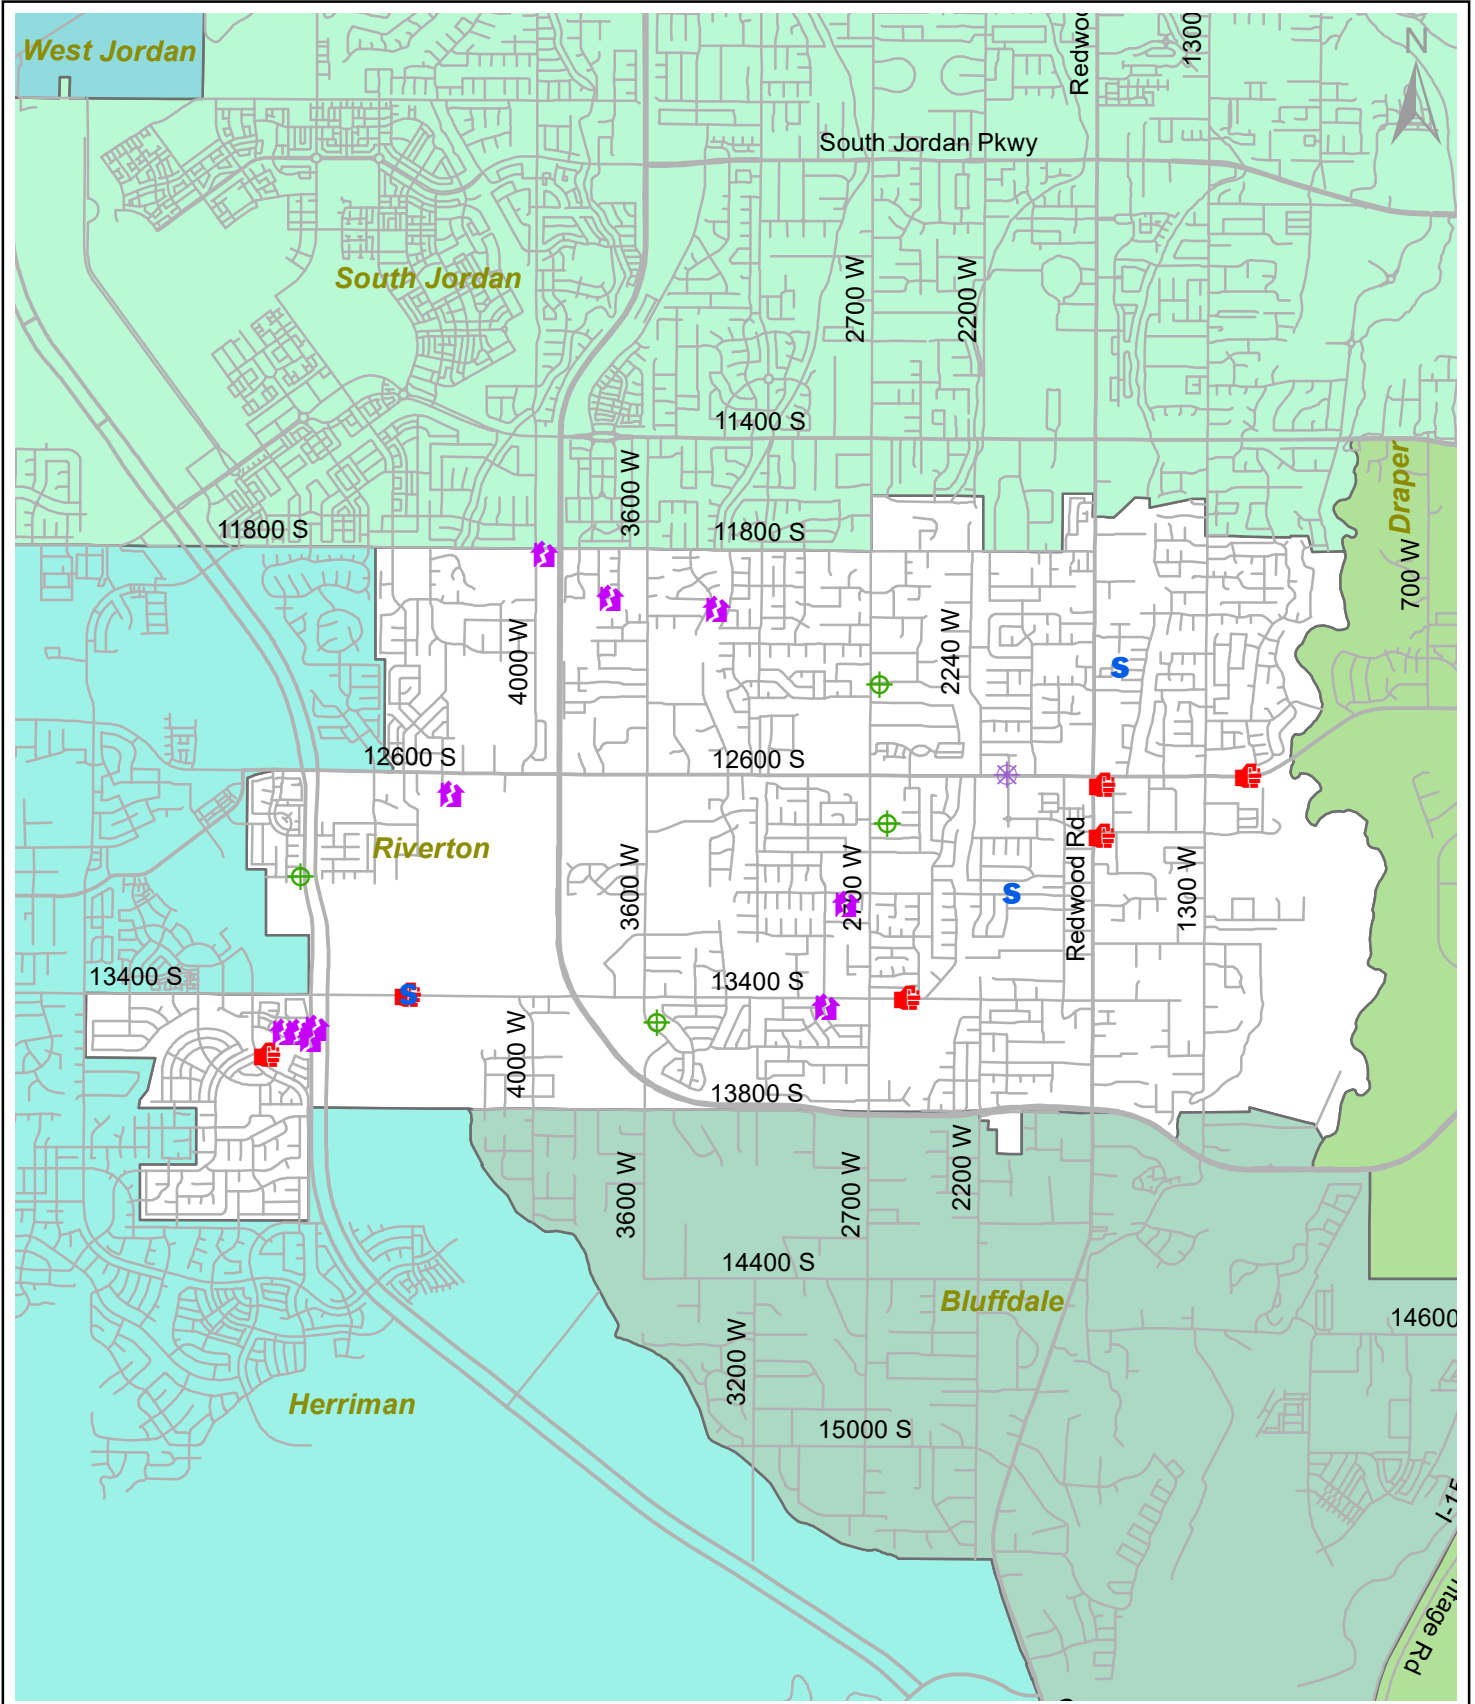 West Jordan
Redwoo
1300
N
South Jordan Pkwy
South Jordan
2700 W
2200 W
11400 S
3600 W
Draper
11800 S
11800 S
700 W
4000 W
2240 W
S
12600 S
12600 S
Riverton
Redwood Rd
3600 W
2700 W
S
1300 W
13400 S
13400 S
S
4000 W
13800 S
3600 W
2700 W
2200 W
14400 S
Bluffdale
14600
3200 W
Herriman
15000 S
I-15
ntage Rd